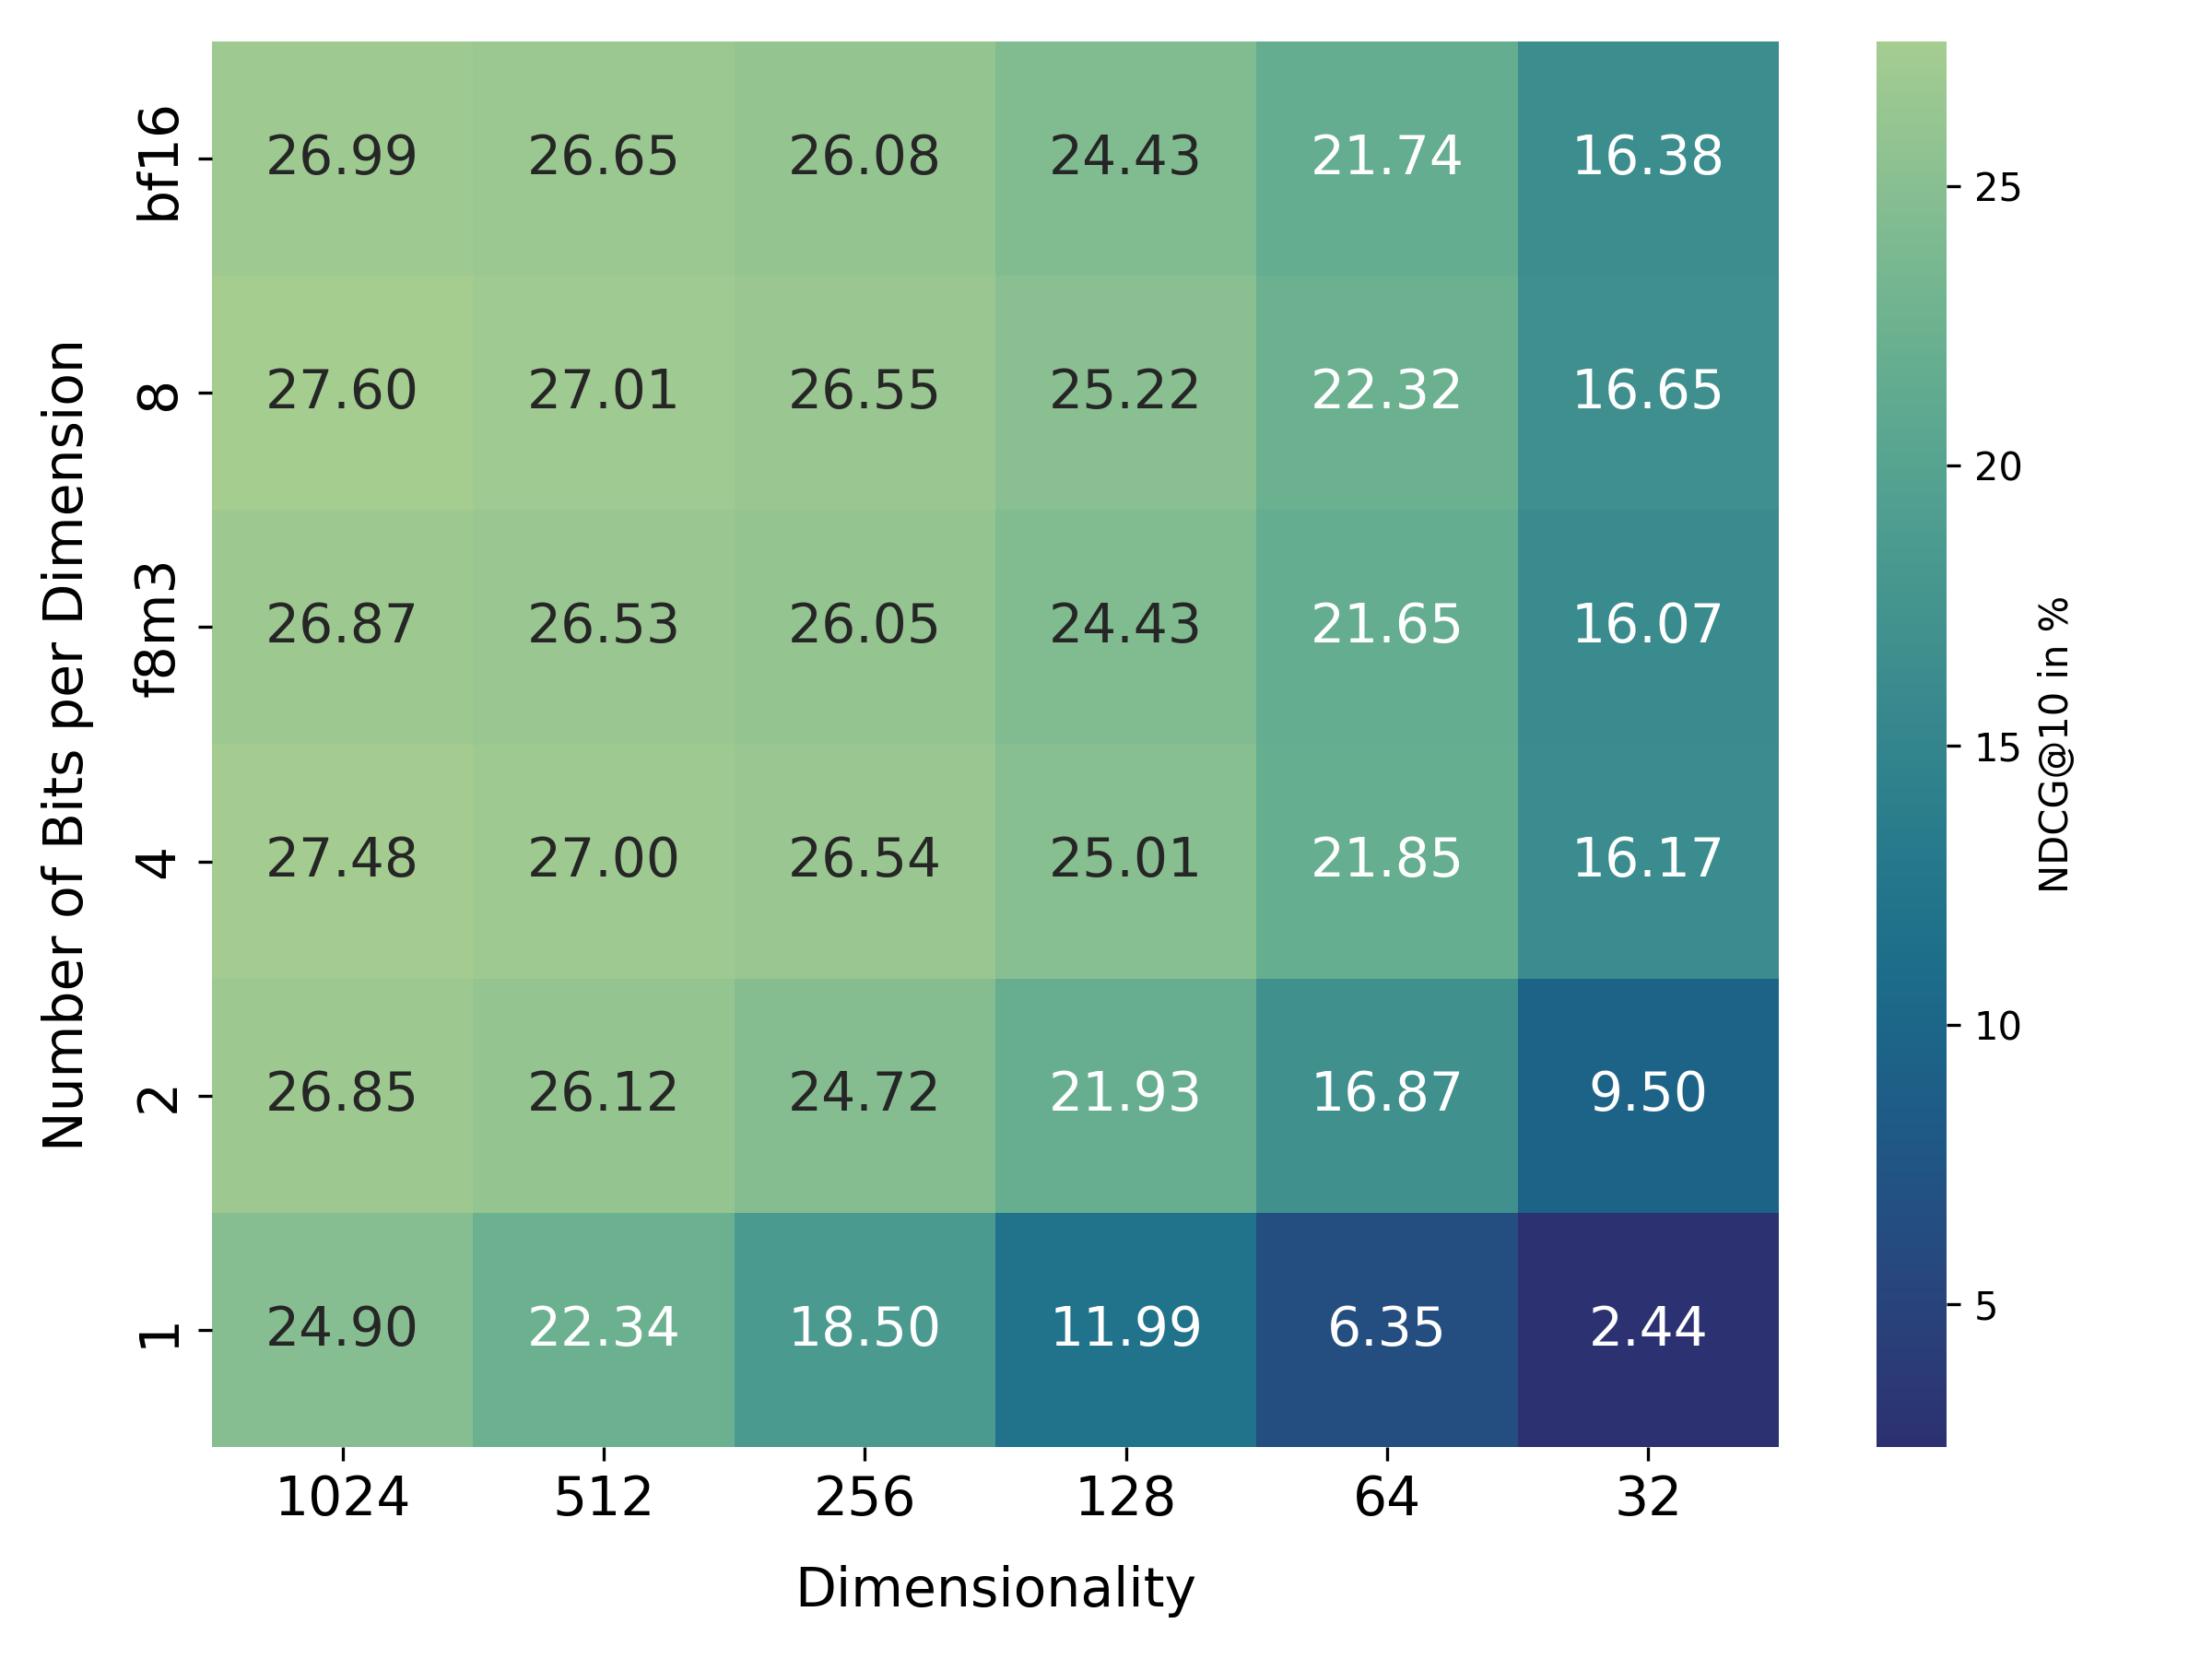 Number of Bits per Dimension
bf16 26.99 26.65 26.08 24.43 21.74 16.38
8 27.60 27.01 26.55 25.22 22.32 16.65
f8m3 26.87 26.53 26.05 24.43 21.65 16.07
4 27.48 27.00 26.54 25.01 21.85 16.17
2 26.85 26.12 24.72 21.93 16.87 9.50
1 24.90 22.34 18.50 11.99 6.35 2.44
1024 512 256 128 64 32
Dimensionality
25
20
15
10
5
NDCG@10 in %